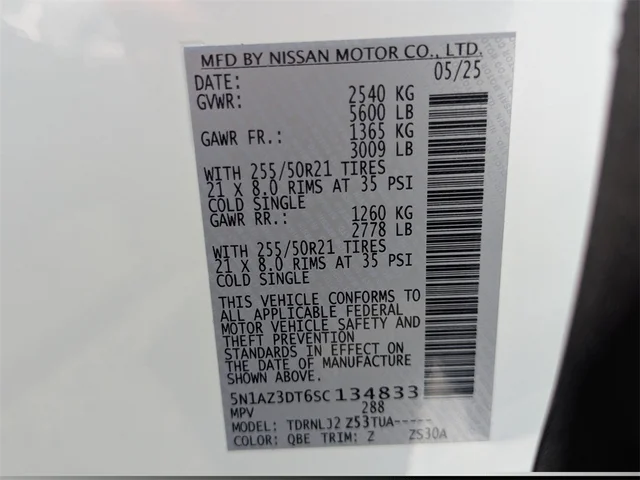 MFD BY NISSAN MOTOR CO., LTD.
DATE: 05/25
GVWR: 2540 KG
5600 LB
GAWR FR.: 1365 KG
3009 LB
WITH 255/50R21 TIRES
21 X 8.0 RIMS AT 35 PSI
COLD SINGLE
GAWR RR.: 1260 KG
2778 LB
WITH 255/50R21 TIRES
21 X 8.0 RIMS AT 35 PSI
COLD SINGLE
THIS VEHICLE CONFORMS TO
ALL APPLICABLE FEDERAL
MOTOR VEHICLE SAFETY AND
THEFT PREVENTION
STANDARDS IN EFFECT ON
THE DATE OF MANUFACTURE
SHOWN ABOVE.
5N1AZ3DT6SC134833
MPV 288
MODEL: TDRNLJ2 Z53TUA-----
COLOR: QBE TRIM: Z ZS30A